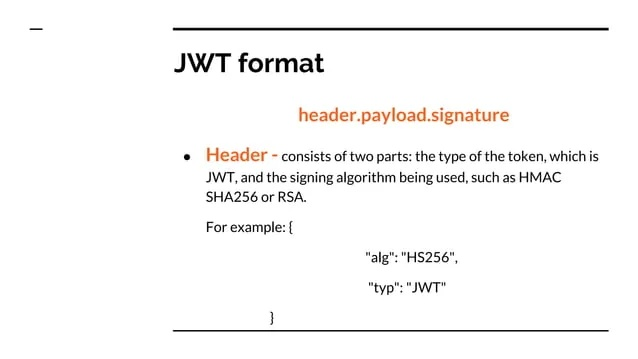 JWT format
header.payload.signature
● Header - consists of two parts: the type of the token, which is
JWT, and the signing algorithm being used, such as HMAC
SHA256 or RSA.
For example: {
"alg": "HS256",
"typ": "JWT"
}